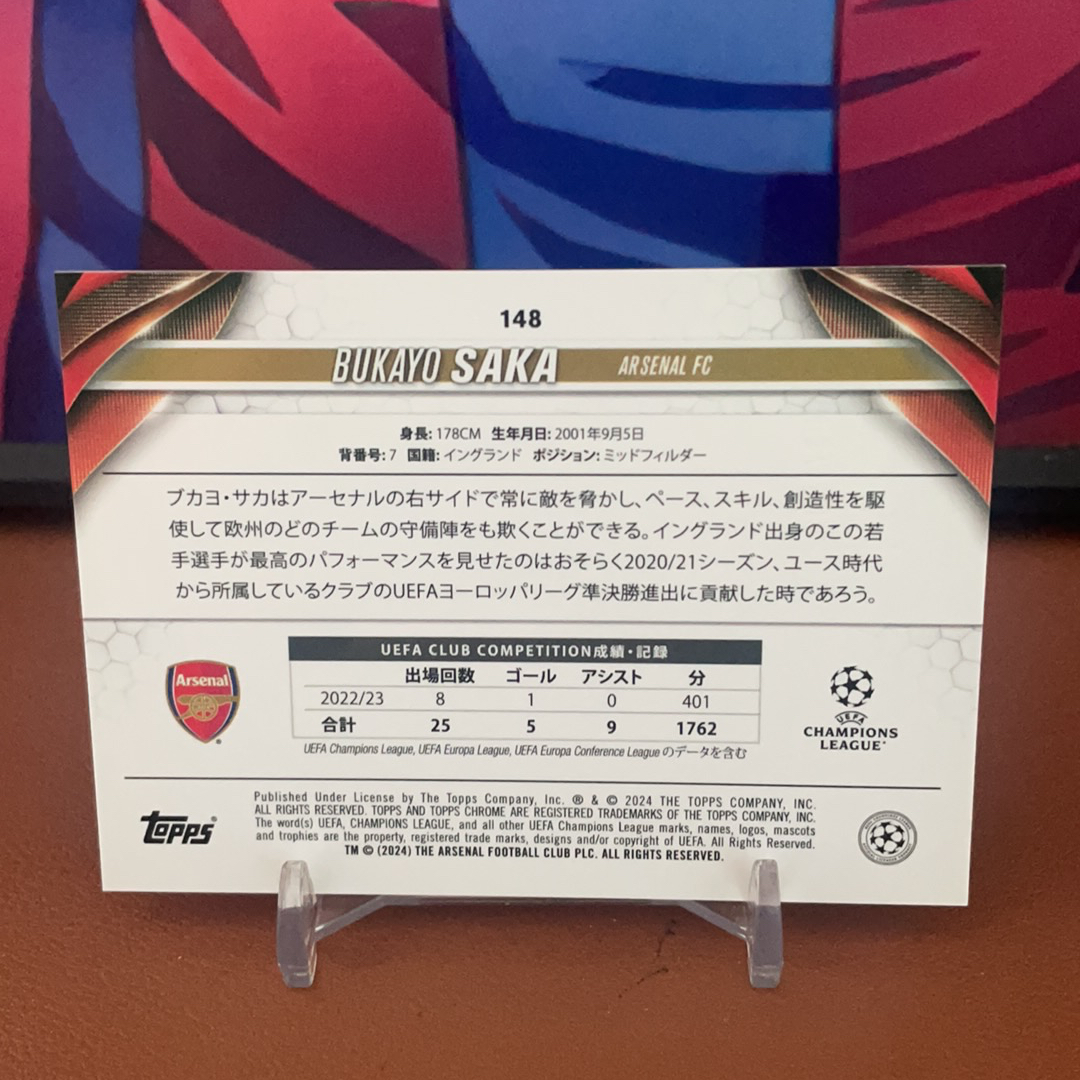 148
BUKAYO SAKA ARSENAL FC
身長: 178CM 生年月日: 2001年9月5日
背番号: 7 国籍: イングランド ポジション: ミッドフィルダー
ブカヨ・サカはアーセナルの右サイドで常に敵を脅かし、ペース、スキル、創造性を駆
使して欧州のどのチームの守備陣をも欺くことができる。イングランド出身のこの若
手選手が最高のパフォーマンスを見せたのはおそらく2020/21シーズン、ユース時代
から所属しているクラブのUEFAヨーロッパリーグ準決勝進出に貢献した時であろう。
UEFA CLUB COMPETITION成績・記録
出場回数 ゴール アシスト 分
2022/23 8 1 0 401
合計 25 5 9 1762
UEFA Champions League, UEFA Europa League, UEFA Europa Conference League のデータを含む
Arsenal
UEFA
CHAMPIONS
LEAGUE
topps
Published Under License by The Topps Company, Inc. ® & © 2024 THE TOPPS COMPANY, INC.
ALL RIGHTS RESERVED. TOPPS AND TOPPS CHROME ARE REGISTERED TRADEMARKS OF THE TOPPS COMPANY, INC.
The word(s) UEFA, CHAMPIONS LEAGUE, and all other UEFA Champions League marks, names, logos, mascots
and trophies are the property, registered trade marks, designs and/or copyright of UEFA. All Rights Reserved.
TM © (2024) THE ARSENAL FOOTBALL CLUB PLC. ALL RIGHTS RESERVED.